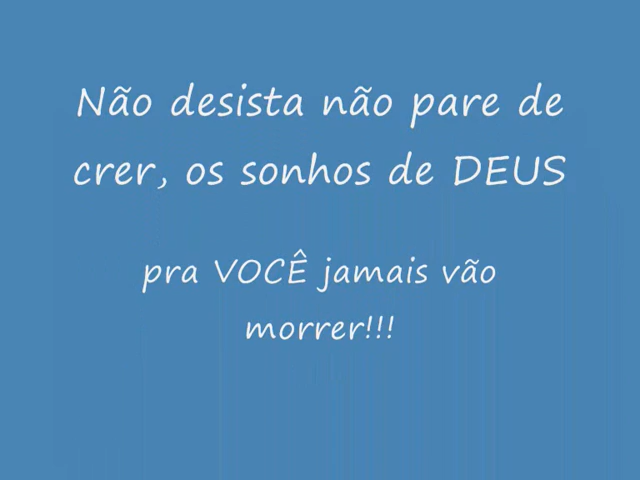 Não desista não pare de
crer, os sonhos de DEUS
pra VOCÊ jamais vão
morrer!!!